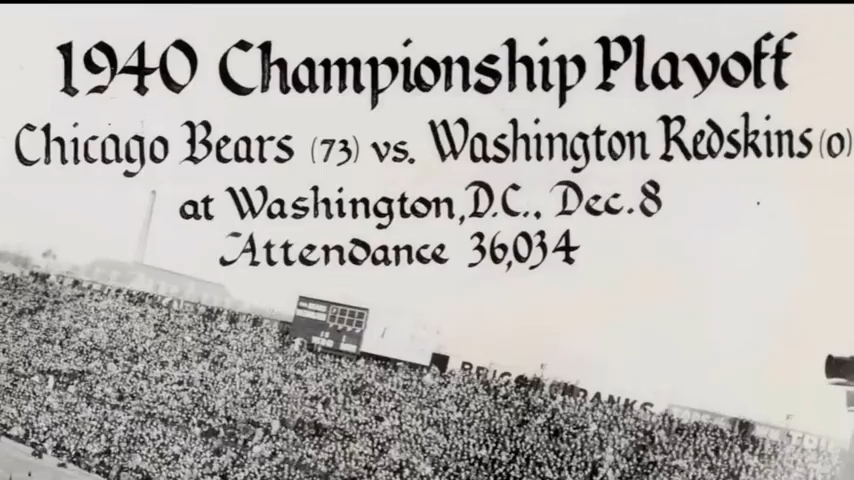 1940 Championship Playoff
Chicago Bears (73) vs. Washington Redskins (0)
at Washington, D.C., Dec. 8
Attendance 36,034